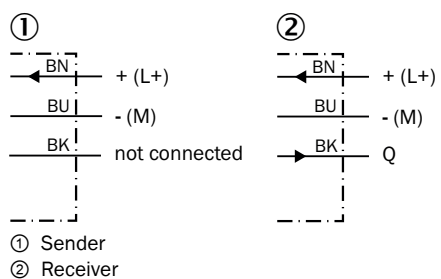 ① ②
BN + (L+) BN + (L+)
BU - (M) BU - (M)
BK not connected BK Q
① Sender
② Receiver